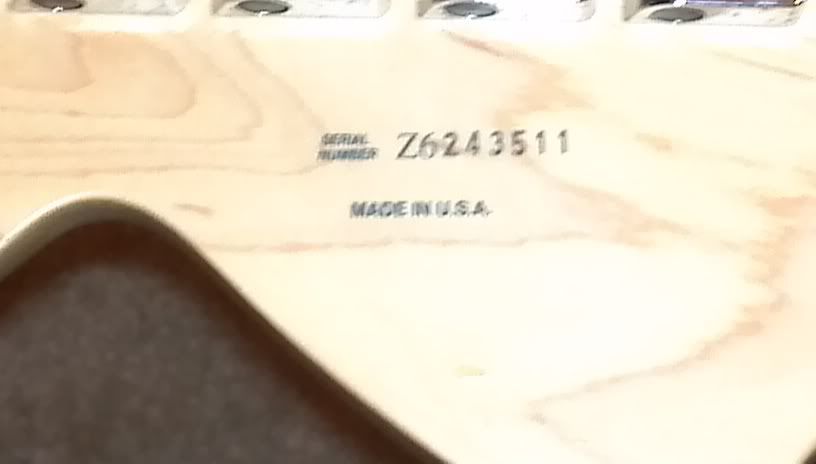 SERIAL
NUMBER Z6243511
MADE IN U.S.A.